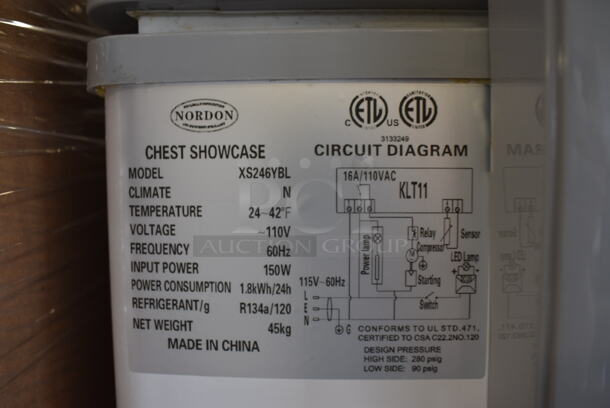 NORDON
C US
3133249
CHEST SHOWCASE
CIRCUIT DIAGRAM
MODEL XS246YBL
CLIMATE N
TEMPERATURE 24~42°F
VOLTAGE ~110V
FREQUENCY 60Hz
INPUT POWER 150W
POWER CONSUMPTION 1.8kWh/24h
REFRIGERANT/g R134a/120
NET WEIGHT 45kg
MADE IN CHINA
16A/110VAC
KLT11
Relay
Compressor
Sensor
Power lamp
LED Lamp
Starting
115V~60Hz
L
E
N
Switch
G
CONFORMS TO UL STD.471,
CERTIFIED TO CSA C22.2NO.120
DESIGN PRESSURE
HIGH SIDE: 280 psig
LOW SIDE: 90 psig
AUCTION GROUP